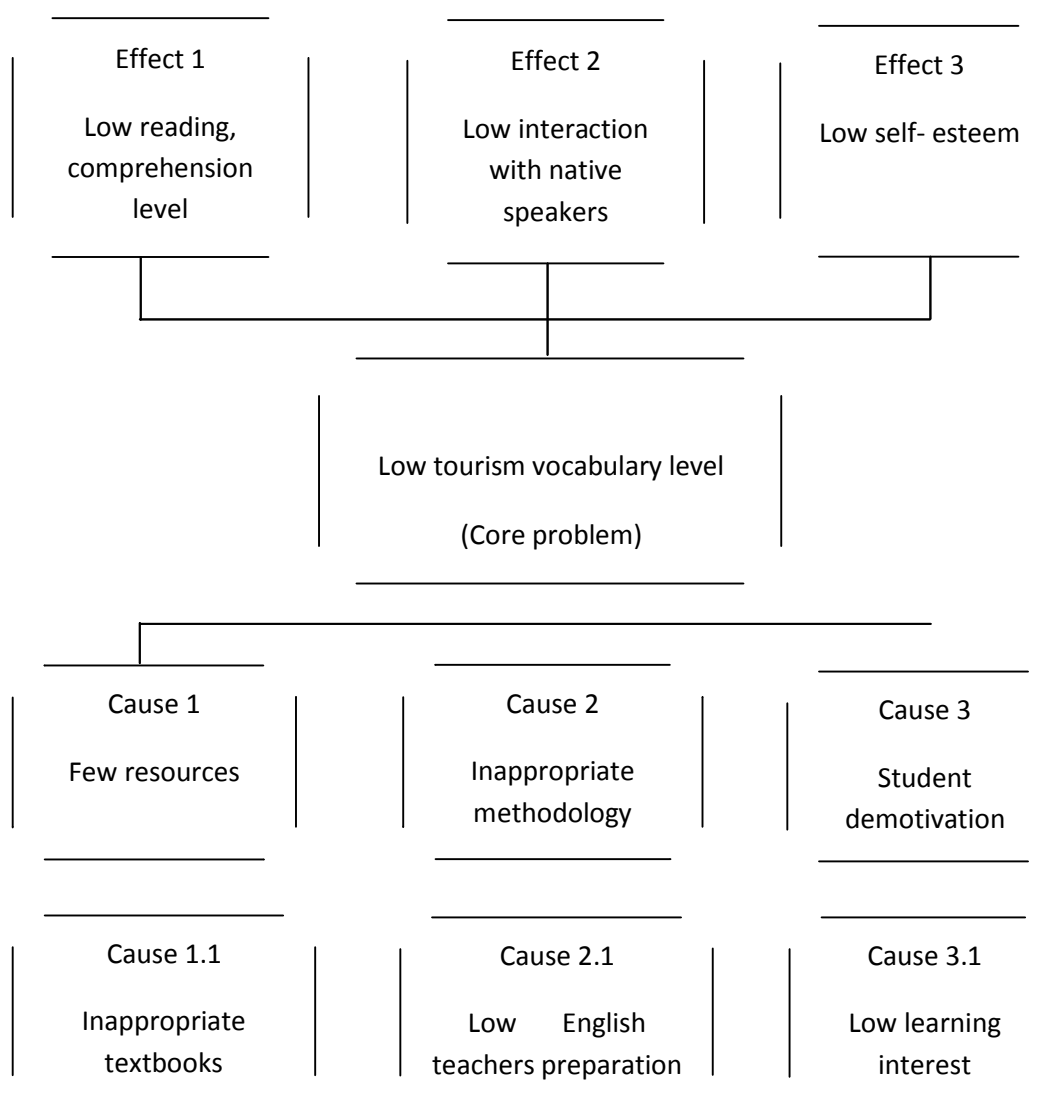 Effect 1
Low reading,
comprehension
level
Effect 2
Low interaction
with native
speakers
Effect 3
Low self- esteem
Low tourism vocabulary level
(Core problem)
Cause 1
Few resources
Cause 2
Inappropriate
methodology
Cause 3
Student
demotivation
Cause 1.1
Inappropriate
textbooks
Cause 2.1
Low English
teachers preparation
Cause 3.1
Low learning
interest